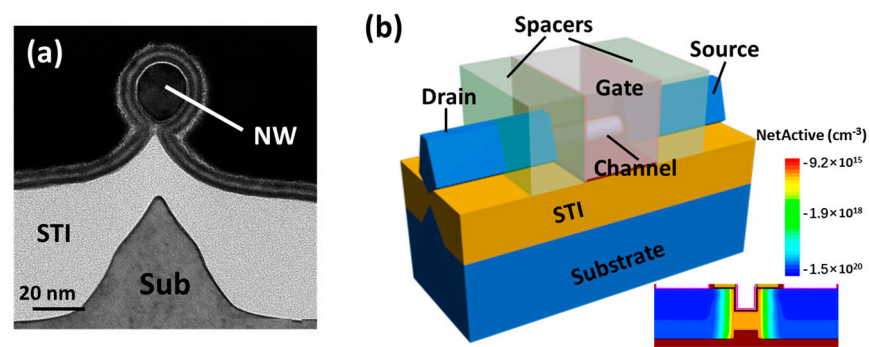 (a)
NW
STI
Sub
20 nm
(b)
Spacers
Source
Drain
Gate
Channel
STI
Substrate
NetActive (cm⁻³)
-9.2×10¹⁵
-1.9×10¹⁸
-1.5×10²⁰